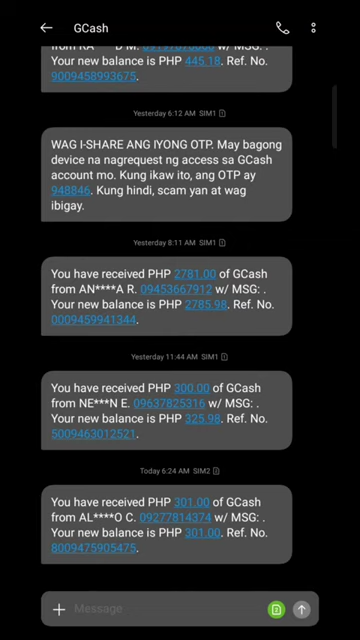 GCash
Your new balance is PHP 445.18. Ref. No.
9009458993675.
Yesterday 6:12 AM SIM1
WAG I-SHARE ANG IYONG OTP. May bagong
device na nagrequest ng access sa GCash
account mo. Kung ikaw ito, ang OTP ay
948846. Kung hindi, scam yan at wag
ibigay.
Yesterday 8:11 AM SIM1
You have received PHP 2781.00 of GCash
from AN****A R. 09453667912 w/ MSG: .
Your new balance is PHP 2785.98. Ref. No.
0009459941344.
Yesterday 11:44 AM SIM1
You have received PHP 300.00 of GCash
from NE***N E. 09637825316 w/ MSG: .
Your new balance is PHP 325.98. Ref. No.
5009463012521.
Today 6:24 AM SIM2
You have received PHP 301.00 of GCash
from AL****O C. 09277814374 w/ MSG: .
Your new balance is PHP 301.00. Ref. No.
8009475905475.
Message